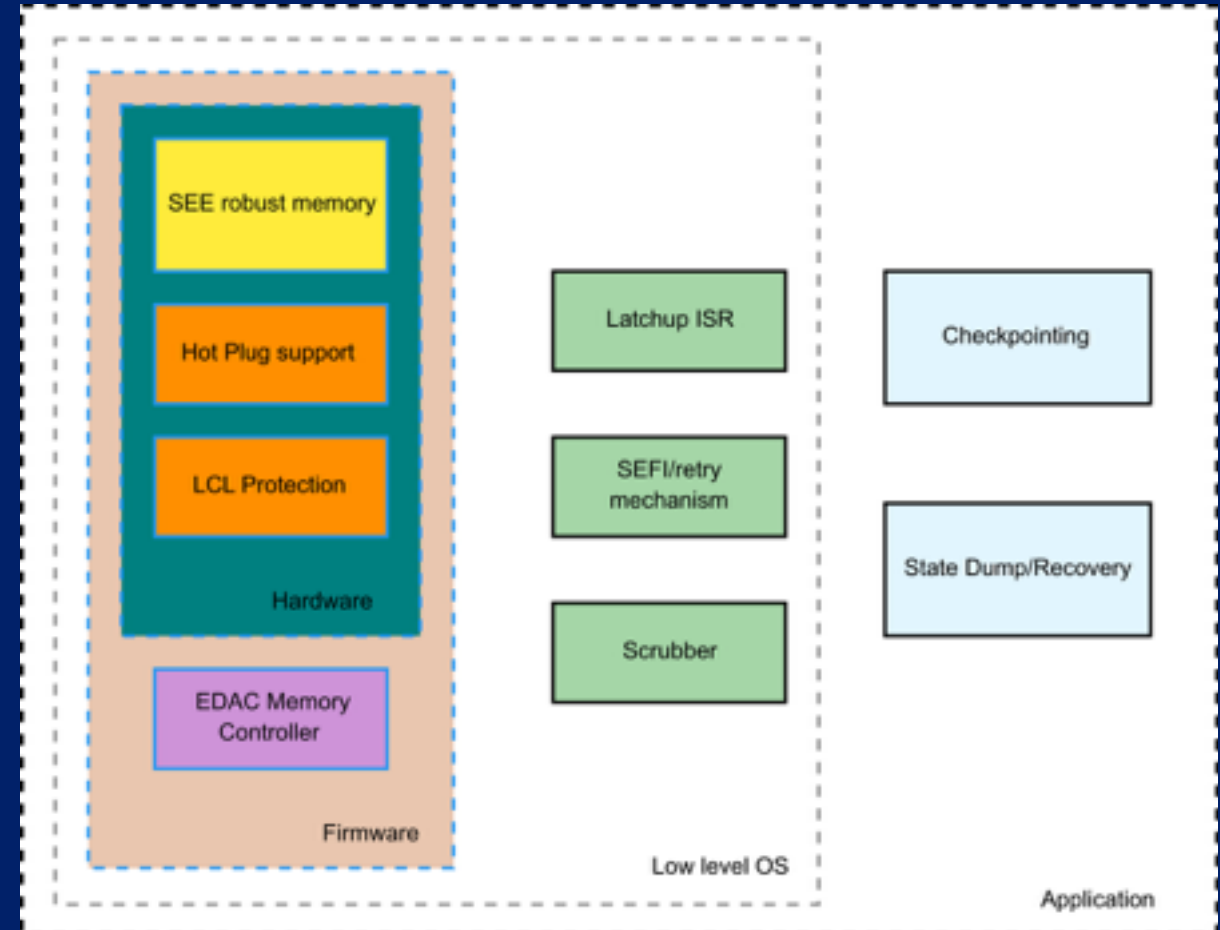 SEE robust memory
Hot Plug support
LCL Protection
Hardware
EDAC Memory
Controller
Firmware
Latchup ISR
SEFI/retry
mechanism
Scrubber
Low level OS
Checkpointing
State Dump/Recovery
Application